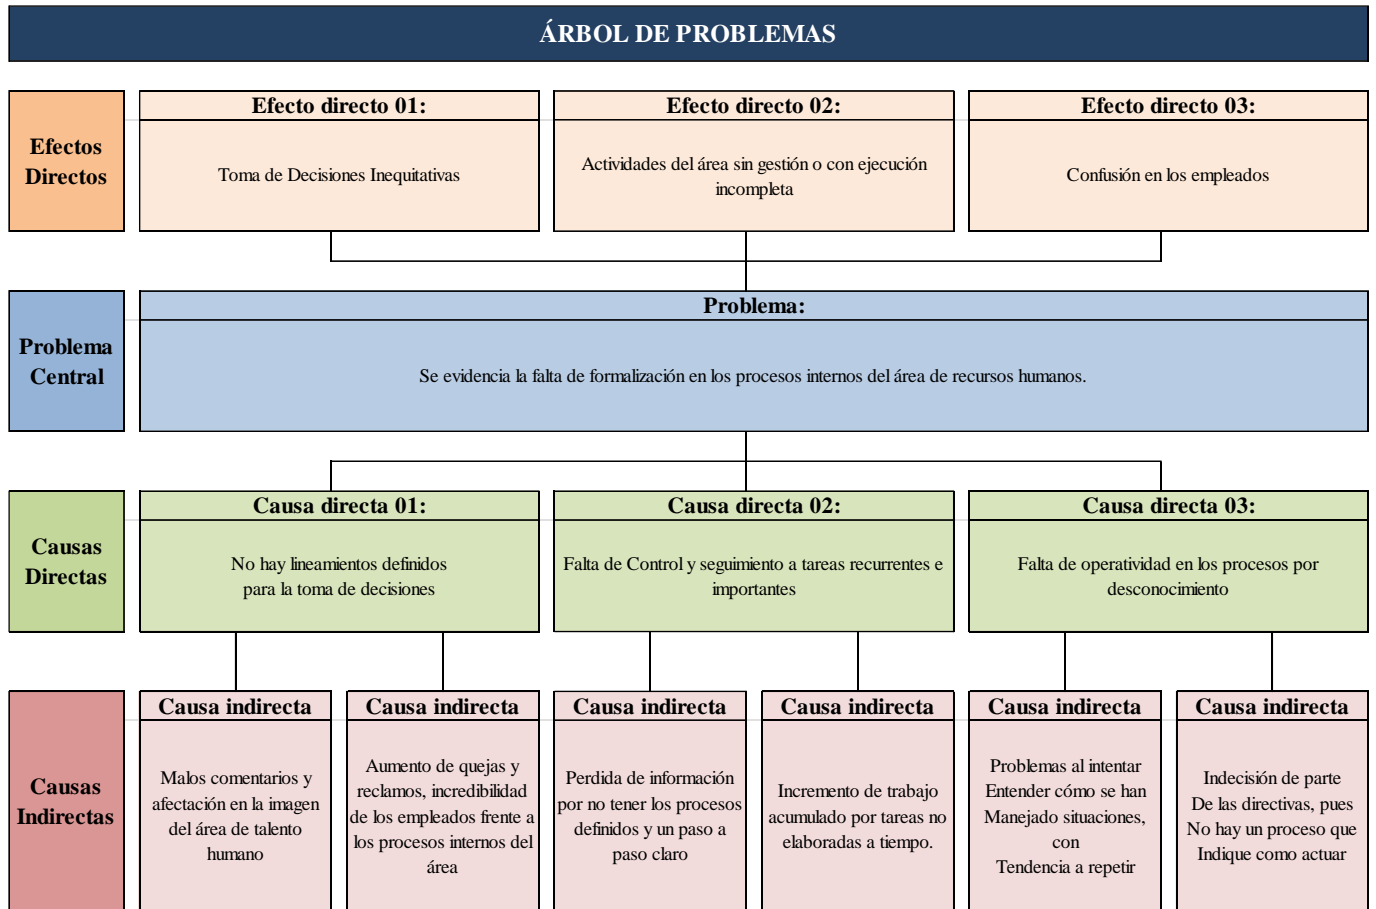 ÁRBOL DE PROBLEMAS
Efectos
Directos
Efecto directo 01:
Toma de Decisiones Inequitativas
Efecto directo 02:
Actividades del área sin gestión o con ejecución
incompleta
Efecto directo 03:
Confusión en los empleados
Problema
Central
Problema:
Se evidencia la falta de formalización en los procesos internos del área de recursos humanos.
Causas
Directas
Causa directa 01:
No hay lineamientos definidos
para la toma de decisiones
Causa directa 02:
Falta de Control y seguimiento a tareas recurrentes e
importantes
Causa directa 03:
Falta de operatividad en los procesos por
desconocimiento
Causas
Indirectas
Causa indirecta
Malos comentarios y
afectación en la imagen
del área de talento
humano
Causa indirecta
Aumento de quejas y
reclamos, incredibilidad
de los empleados frente a
los procesos internos del
área
Causa indirecta
Perdida de información
por no tener los procesos
definidos y un paso a
paso claro
Causa indirecta
Incremento de trabajo
acumulado por tareas no
elaboradas a tiempo.
Causa indirecta
Problemas al intentar
Entender cómo se han
Manejado situaciones,
con
Tendencia a repetir
Causa indirecta
Indecisión de parte
De las directivas, pues
No hay un proceso que
Indique como actuar